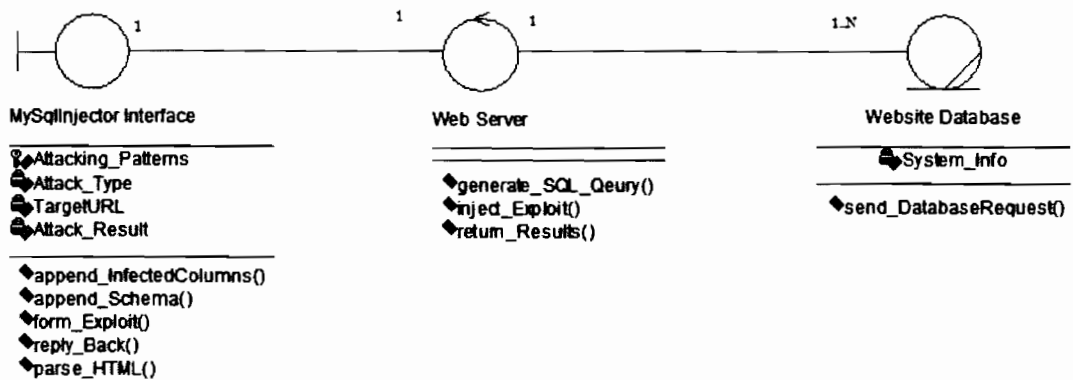 1 1 1 1..N
MySqlInjector Interface
Attacking_Patterns
Attack_Type
TargetURL
Attack_Result
append_InfectedColumns()
append_Schema()
form_Exploit()
reply_Back()
parse_HTML()
Web Server
generate_SQL_Qeury()
inject_Exploit()
return_Results()
Website Database
System_Info
send_DatabaseRequest()